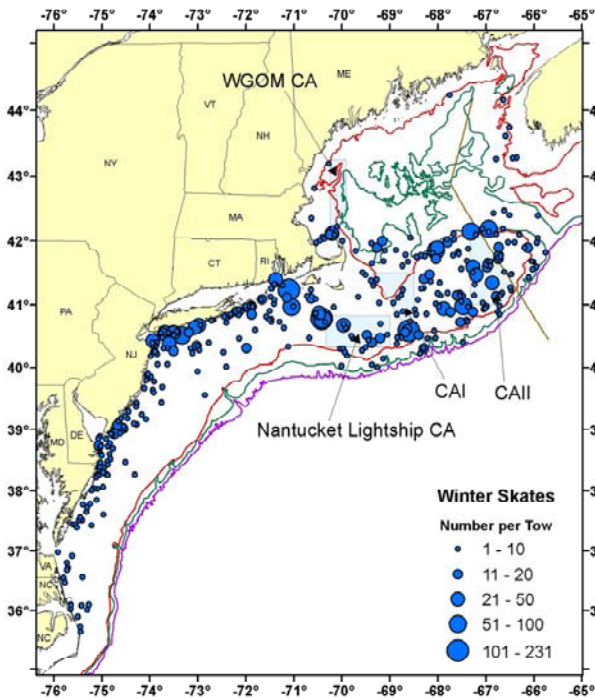 -76° -75° -74° -73° -72° -71° -70° -69° -68° -67° -66° -65°
ME
WGOM CA
VT
44°
NH
NY
43°
MA
42°
CT RI
41°
PA
NJ
40°
CAI CAII
Nantucket Lightship CA
MD DE
39°
38°
Winter Skates
Number per Tow
37°
1 - 10
VA
11 - 20
NC
21 - 50
36°
51 - 100
NC
101 - 231
-76° -75° -74° -73° -72° -71° -70° -69° -68° -67° -66° -65°